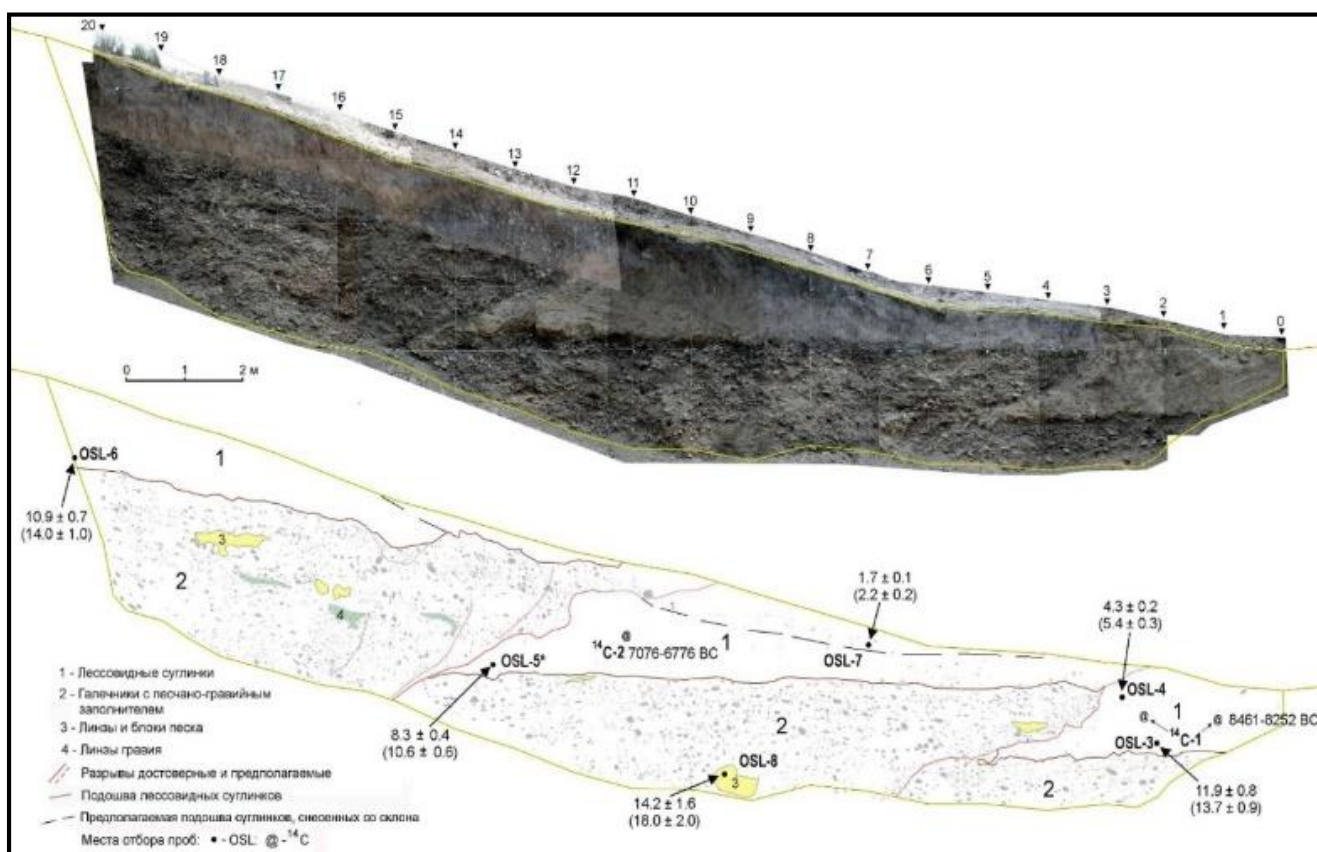 20
19
18
17
16
15
14
13
12
11
10
9
8
7
6
5
4
3
2
1
0
0 1 2 м
OSL-6
10.9 ± 0.7
(14.0 ± 1.0)
1
3
2
4
1.7 ± 0.1
(2.2 ± 0.2)
4.3 ± 0.2
(5.4 ± 0.3)
1
@
¹⁴C-2 7076-6776 BC
OSL-7
OSL-5*
8.3 ± 0.4
(10.6 ± 0.6)
OSL-4
1
@ @ 8461-8252 BC
¹⁴C-1
OSL-3
2
OSL-8
3
14.2 ± 1.6
(18.0 ± 2.0)
2
11.9 ± 0.8
(13.7 ± 0.9)
1 - Лессовидные суглинки
2 - Галечники с песчано-гравийным
заполнителем
3 - Линзы и блоки песка
4 - Линзы гравия
Разрывы достоверные и предполагаемые
Подошва лессовидных суглинков
Предполагаемая подошва суглинков, снесенных со склона
Места отбора проб: • - OSL; @ - ¹⁴C